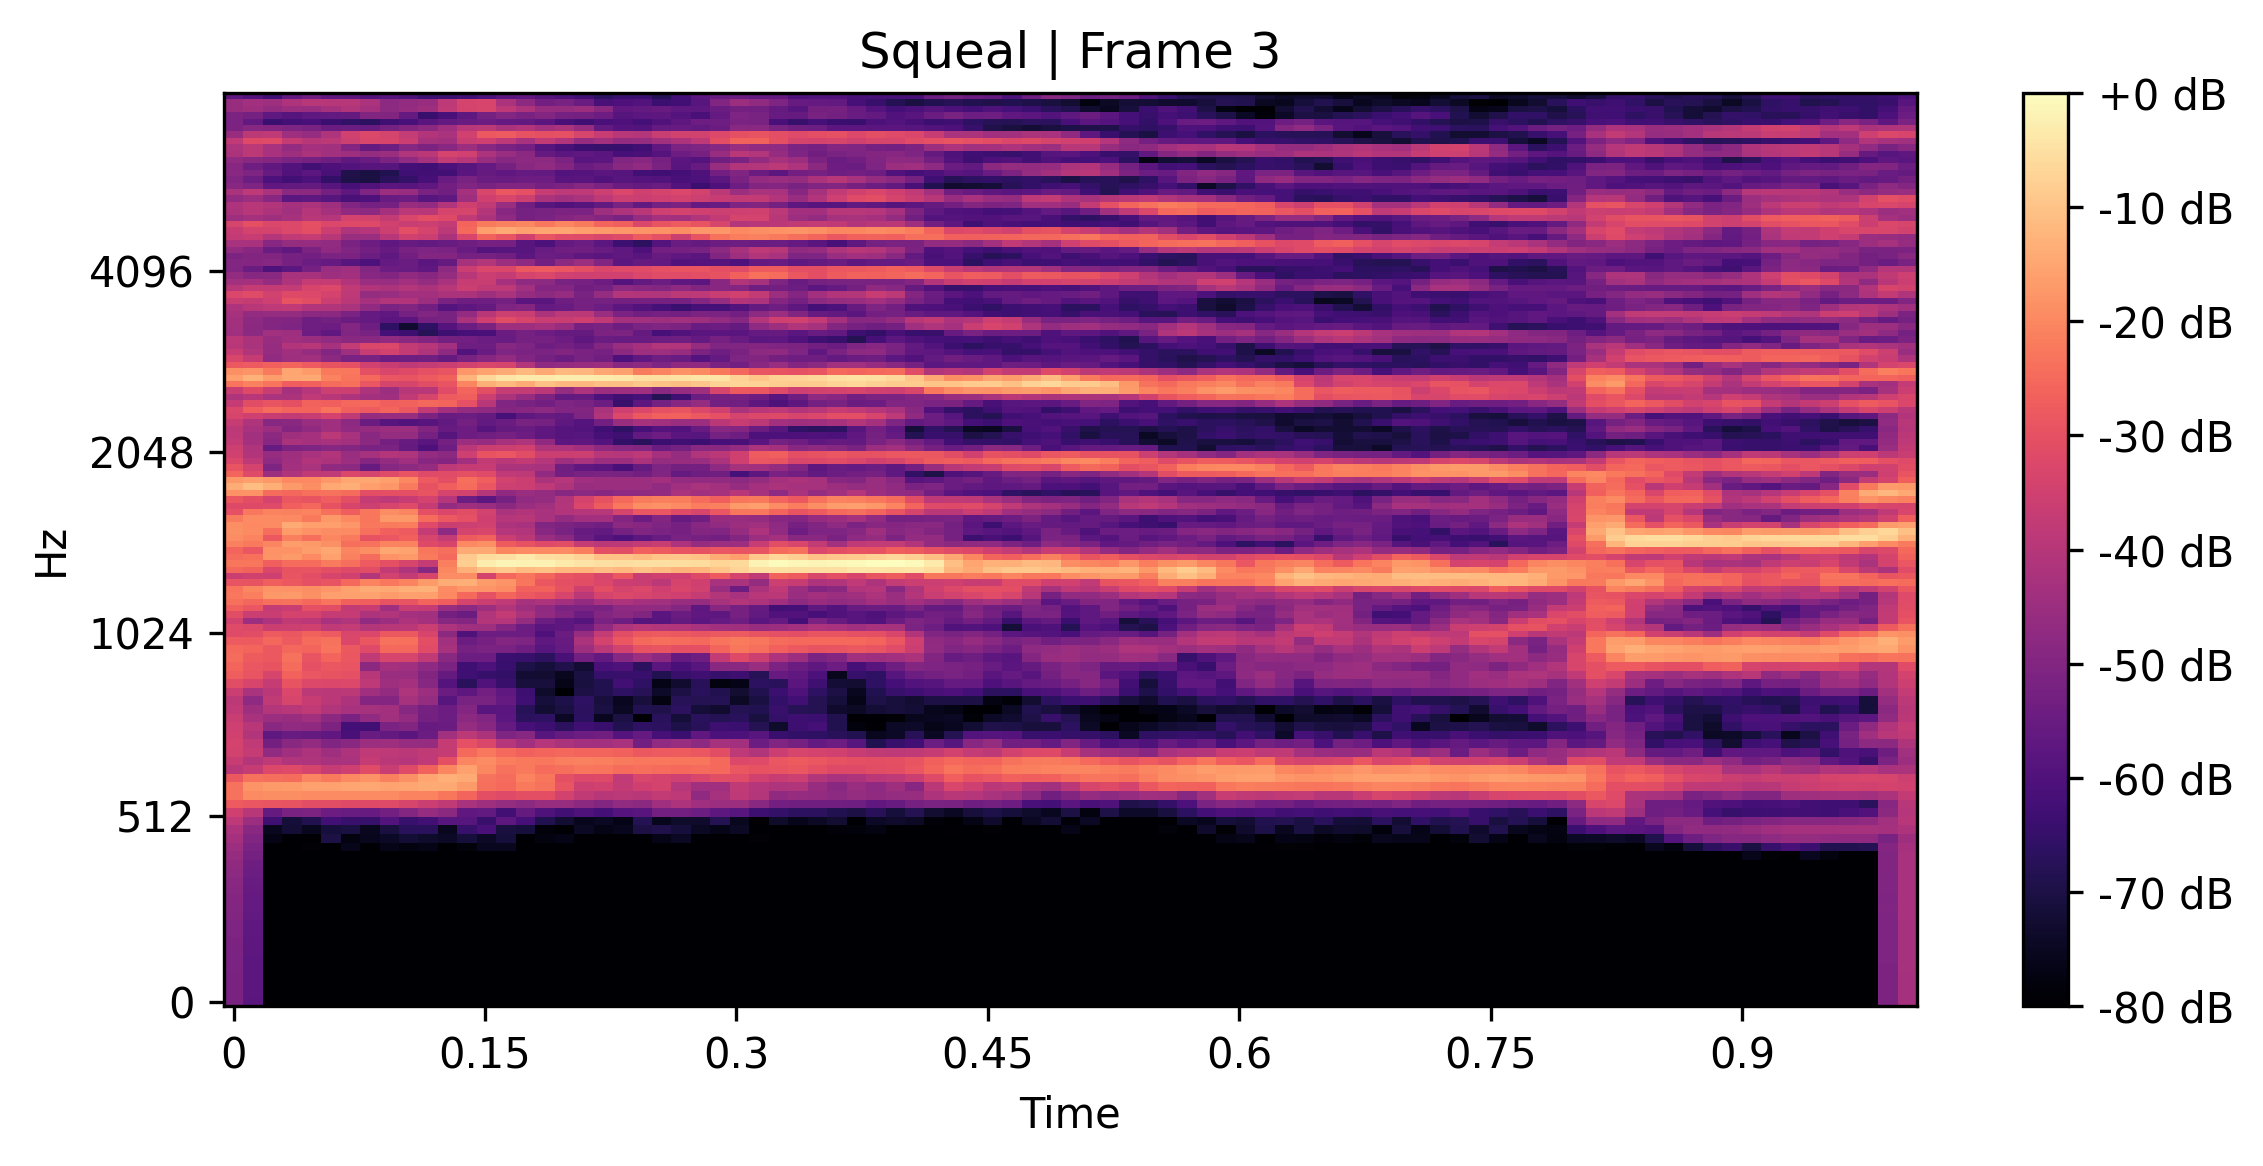 Squeal | Frame 3
Hz
4096
2048
1024
512
0
0
0.15
0.3
0.45
0.6
0.75
0.9
Time
+0 dB
-10 dB
-20 dB
-30 dB
-40 dB
-50 dB
-60 dB
-70 dB
-80 dB